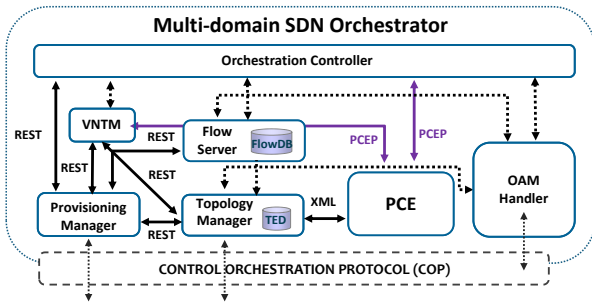 Multi-domain SDN Orchestrator
Orchestration Controller
REST
VNTM
REST
Flow
Server
FlowDB
PCEP
PCEP
REST
REST
Provisioning
Manager
REST
Topology
Manager
TED
XML
PCE
OAM
Handler
CONTROL ORCHESTRATION PROTOCOL (COP)